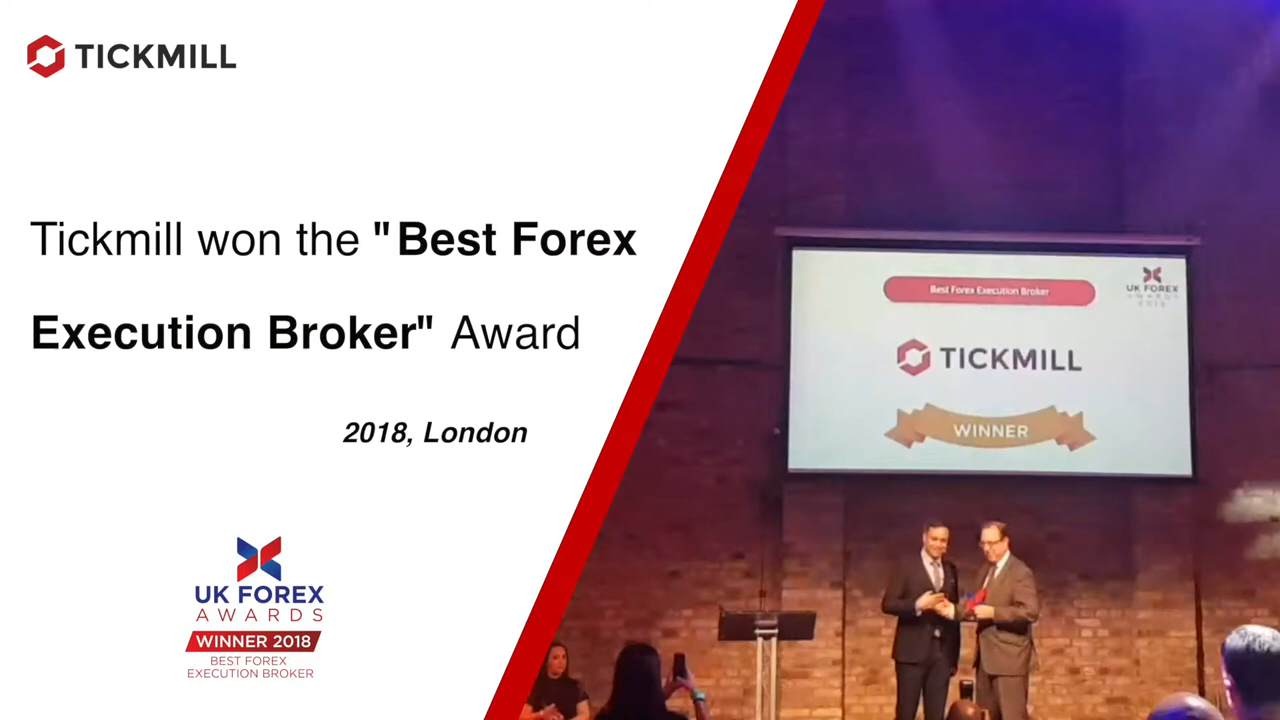 TICKMILL
Tickmill won the "Best Forex
Execution Broker" Award
2018, London
UK FOREX
AWARDS
WINNER 2018
BEST FOREX
EXECUTION BROKER
Best Forex Execution Broker
UK FOREX
AWARDS
2018
TICKMILL
WINNER